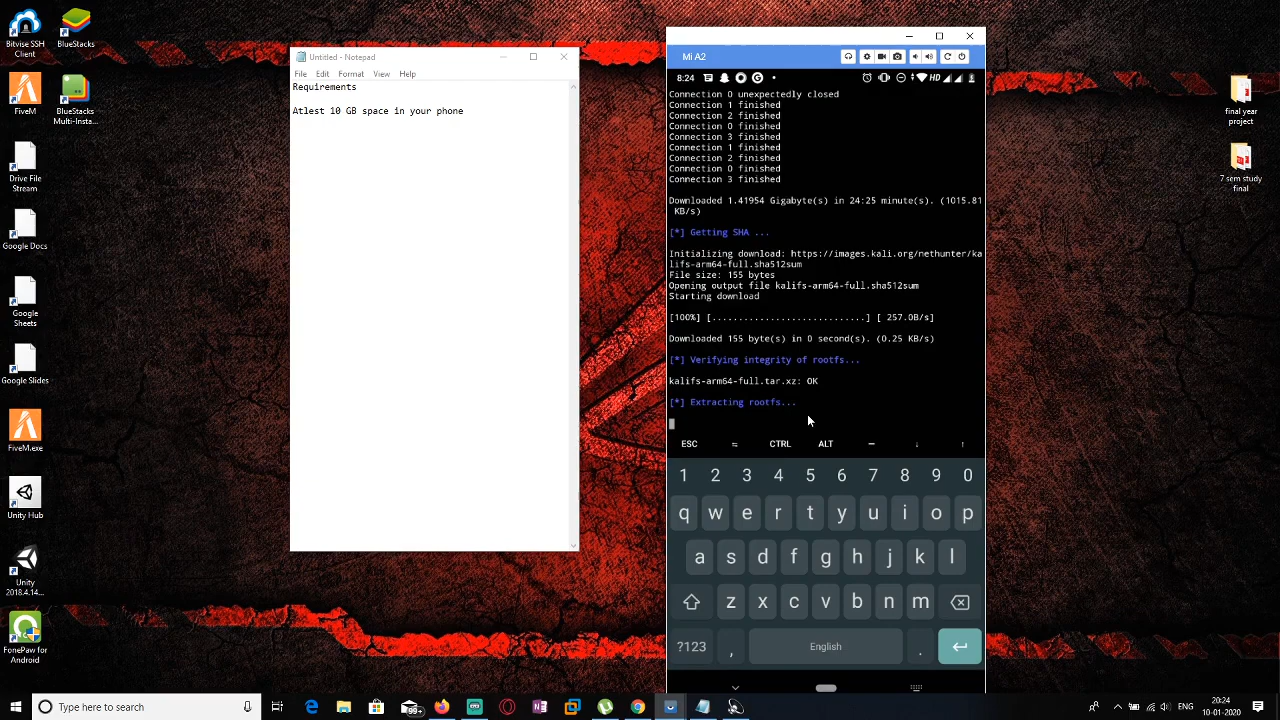 Bitvise SSH
Client
BlueStacks
FiveM
BlueStacks
Multi-Insta...
Drive File
Stream
Google Docs
Google
Sheets
Google Slides
FiveM.exe
Unity Hub
Unity
2018.4.14...
FonePaw for
Android
Untitled - Notepad
File Edit Format View Help
Requirements
Atlest 10 GB space in your phone
Mi A2
8:24
HD
Connection 0 unexpectedly closed
Connection 1 finished
Connection 2 finished
Connection 0 finished
Connection 3 finished
Connection 1 finished
Connection 2 finished
Connection 0 finished
Connection 3 finished
Downloaded 1.41954 Gigabyte(s) in 24:25 minute(s). (1015.81
KB/s)
[*] Getting SHA ...
Initializing download: https://images.kali.org/nethunter/ka
lifs-arm64-full.sha512sum
File size: 155 bytes
Opening output file kalifs-arm64-full.sha512sum
Starting download
[100%] [............................] [ 257.0B/s]
Downloaded 155 byte(s) in 0 second(s). (0.25 KB/s)
[*] Verifying integrity of rootfs...
kalifs-arm64-full.tar.xz: OK
[*] Extracting rootfs...
ESC CTRL ALT
1 2 3 4 5 6 7 8 9 0
q w e r t y u i o p
a s d f g h j k l
z x c v b n m
?123 , English .
final year
project
7 sem study
final
Type here to search
99+
ENG
20:24
10-01-2020